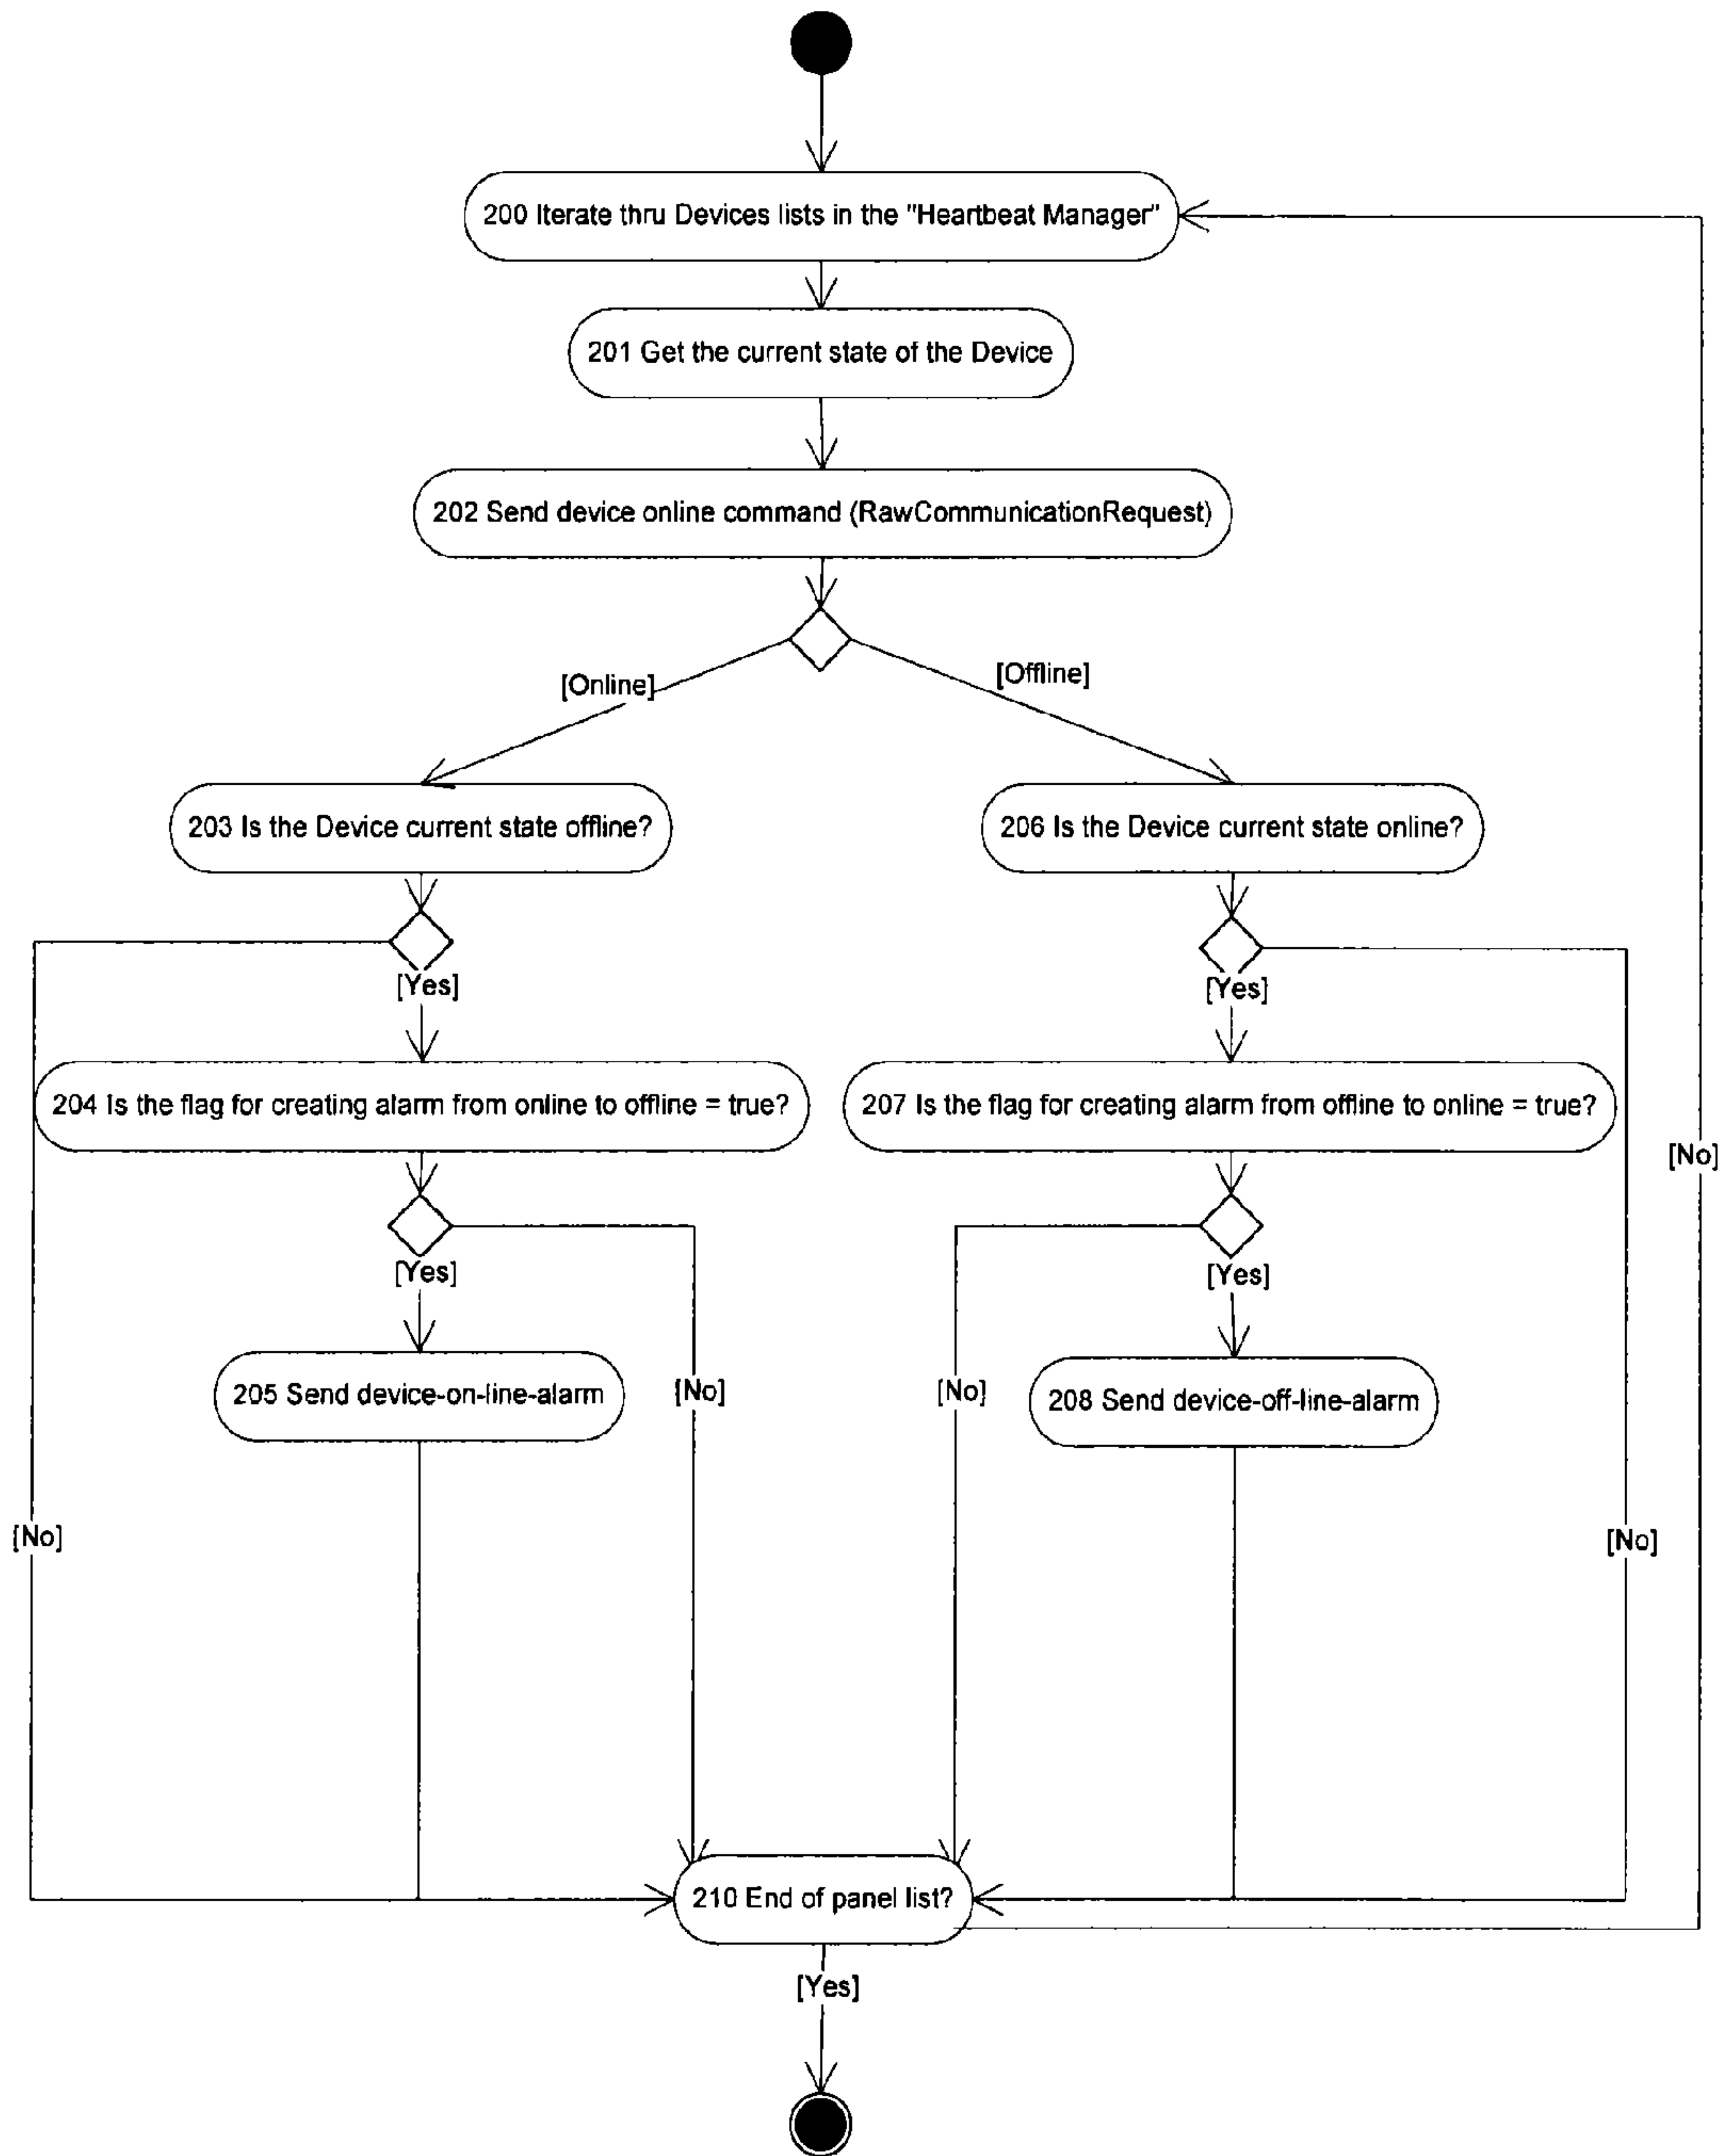 200 Iterate thru Devices lists in the "Heartbeat Manager"
201 Get the current state of the Device
202 Send device online command (RawCommunicationRequest)
[Online]
[Offline]
203 Is the Device current state offline?
206 Is the Device current state online?
[Yes]
[Yes]
204 Is the flag for creating alarm from online to offline = true?
207 Is the flag for creating alarm from offline to online = true?
[No]
[Yes]
[Yes]
205 Send device-on-line-alarm
[No]
[No]
208 Send device-off-line-alarm
[No]
[No]
210 End of panel list?
[Yes]